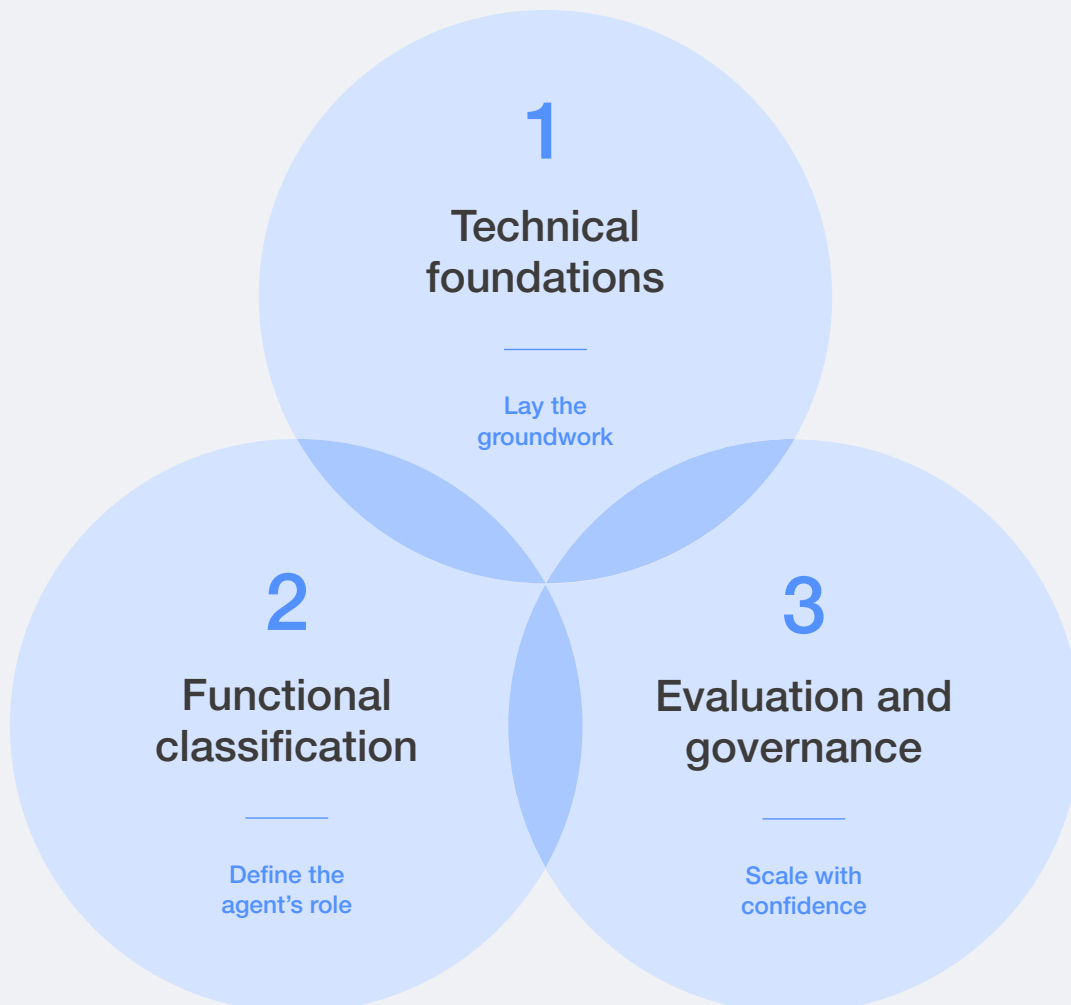 1
Technical
foundations
Lay the
groundwork
2
Functional
classification
Define the
agent’s role
3
Evaluation and
governance
Scale with
confidence